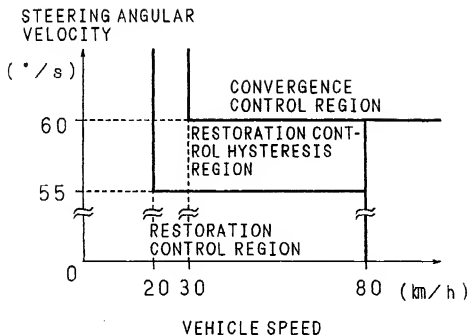 STEERING ANGULAR
VELOCITY
(°/s)
CONVERGENCE
CONTROL REGION
60
RESTORATION CONT-
ROL HYSTERESIS
REGION
55
RESTORATION
CONTROL REGION
0
20 30 80 (km/h)
VEHICLE SPEED